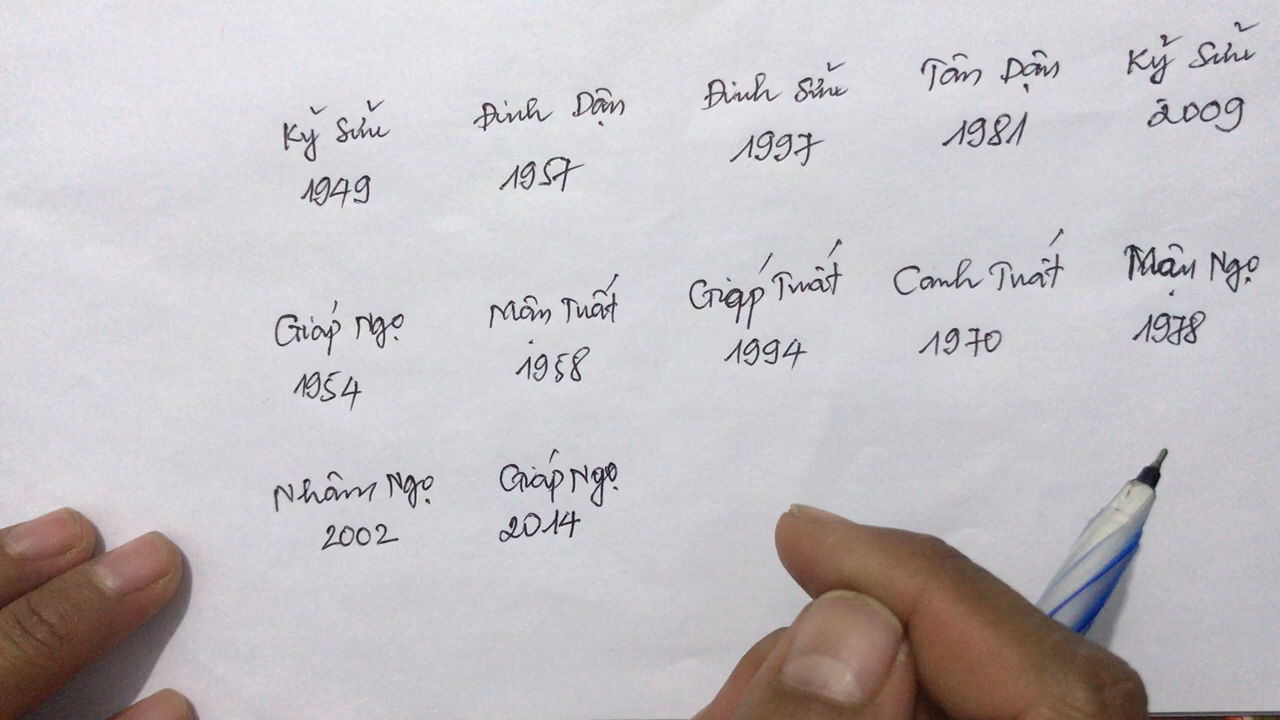 Kỷ Sửu Đinh Dậu Đinh Sửu Tân Dậu Kỷ Sửu
1949 1957 1997 1981 2009
Giáp Ngọ Mậu Tuất Giáp Tuất Canh Tuất Mậu Ngọ
1954 1958 1994 1970 1978
Nhâm Ngọ Giáp Ngọ
2002 2014